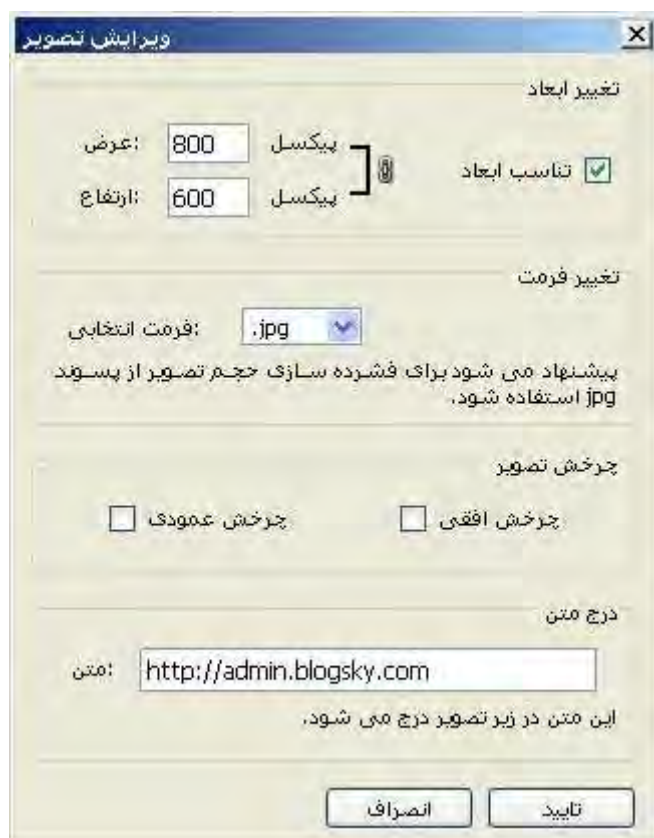 ویرایش تصویر
تغییر ابعاد
عرض: 800 پیکسل
تناسب ابعاد
ارتفاع: 600 پیکسل
تغییر فرمت
فرمت انتخابی: .jpg
پیشنهاد می شود برای فشرده سازی حجم تصویر از پسوند
jpg استفاده شود.
چرخش تصویر
چرخش افقی چرخش عمودی
درج متن
متن: http://admin.blogsky.com
این متن در زیر تصویر درج می شود.
تایید انصراف